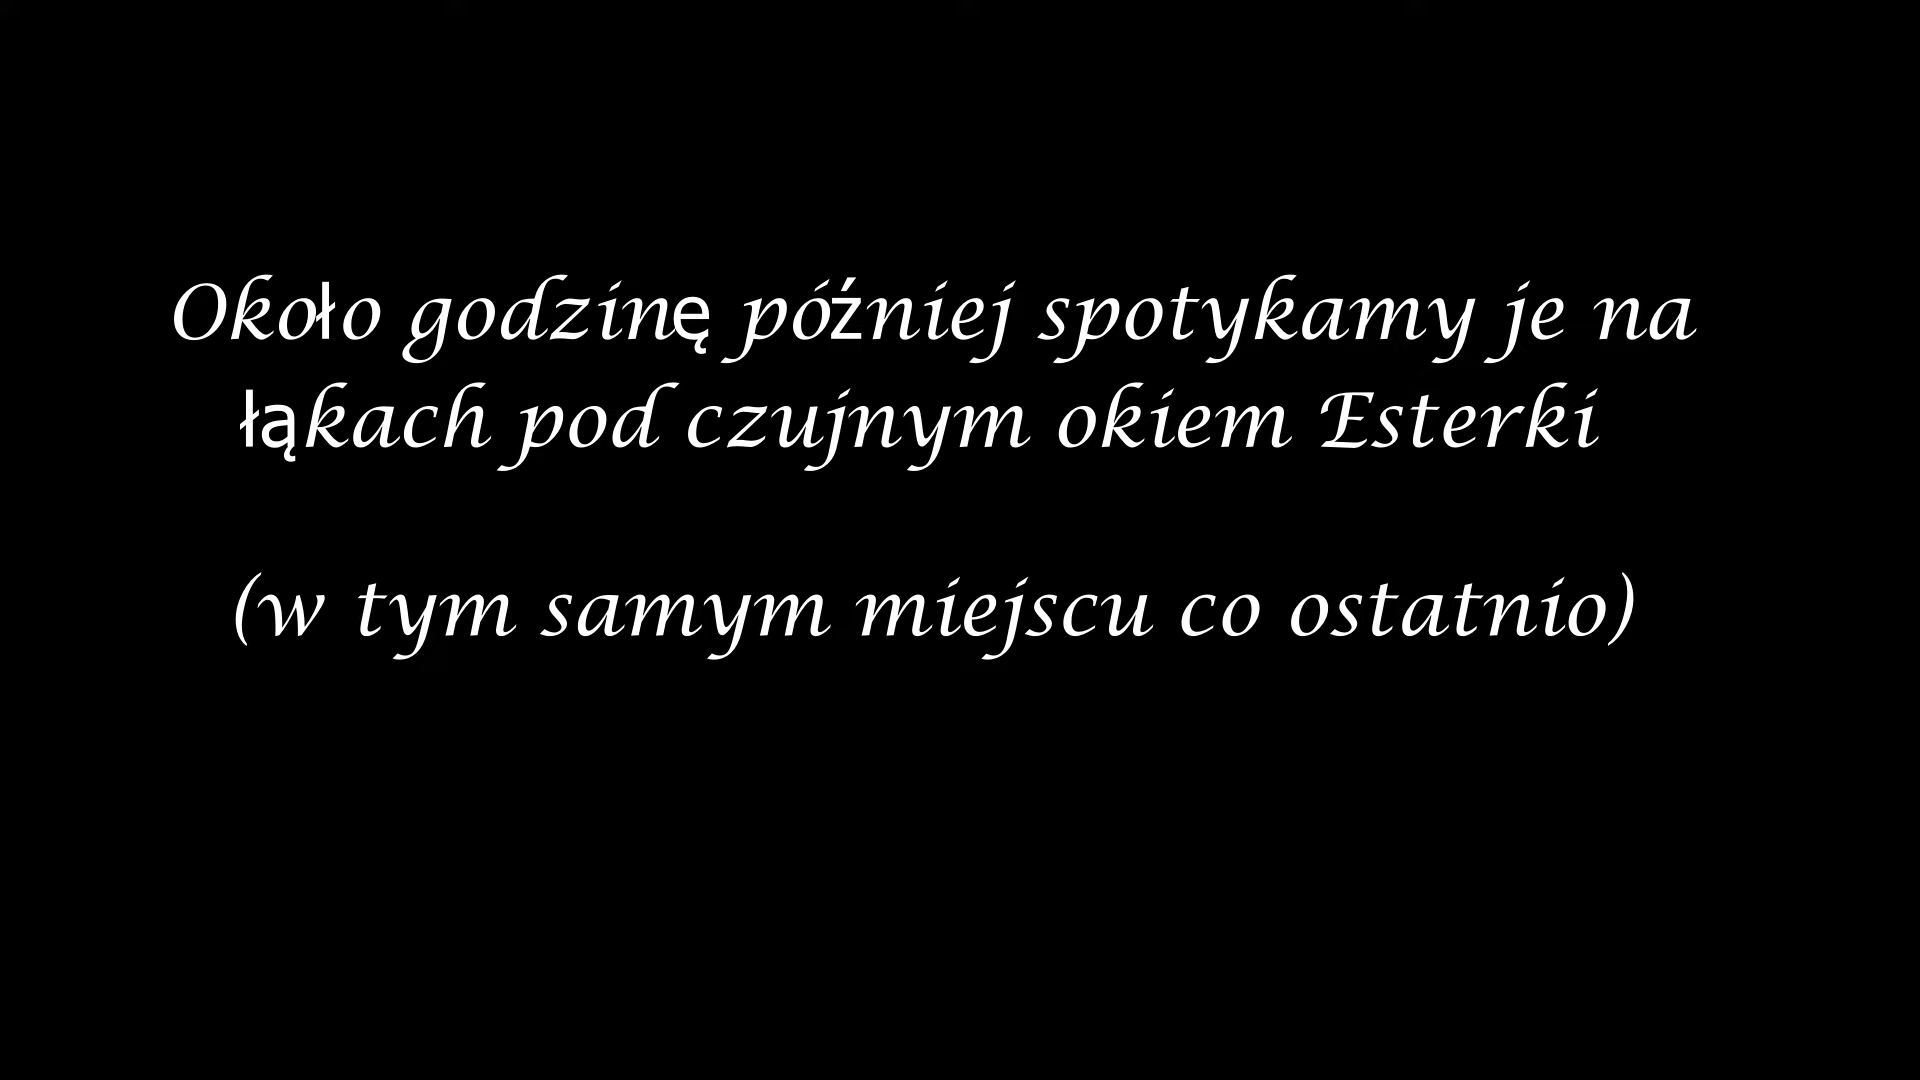 Około godzinę później spotykamy je na
łąkach pod czujnym okiem Esterki
(w tym samym miejscu co ostatnio)